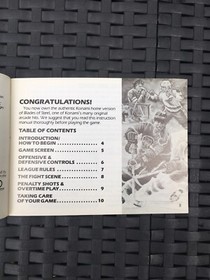 CONGRATULATIONS!
You now own the authentic Konami home version
of Blades of Steel, one of Konami's many original
arcade hits. We suggest that you read this instruction
manual thoroughly before playing the game.
TABLE OF CONTENTS
INTRODUCTION/
HOW TO BEGIN 4
GAME SCREEN 5
OFFENSIVE &
DEFENSIVE CONTROLS 6
LEAGUE RULES 7
THE FIGHT SCENE 8
PENALTY SHOTS &
OVERTIME PLAY 9
TAKING CARE
OF YOUR GAME 10